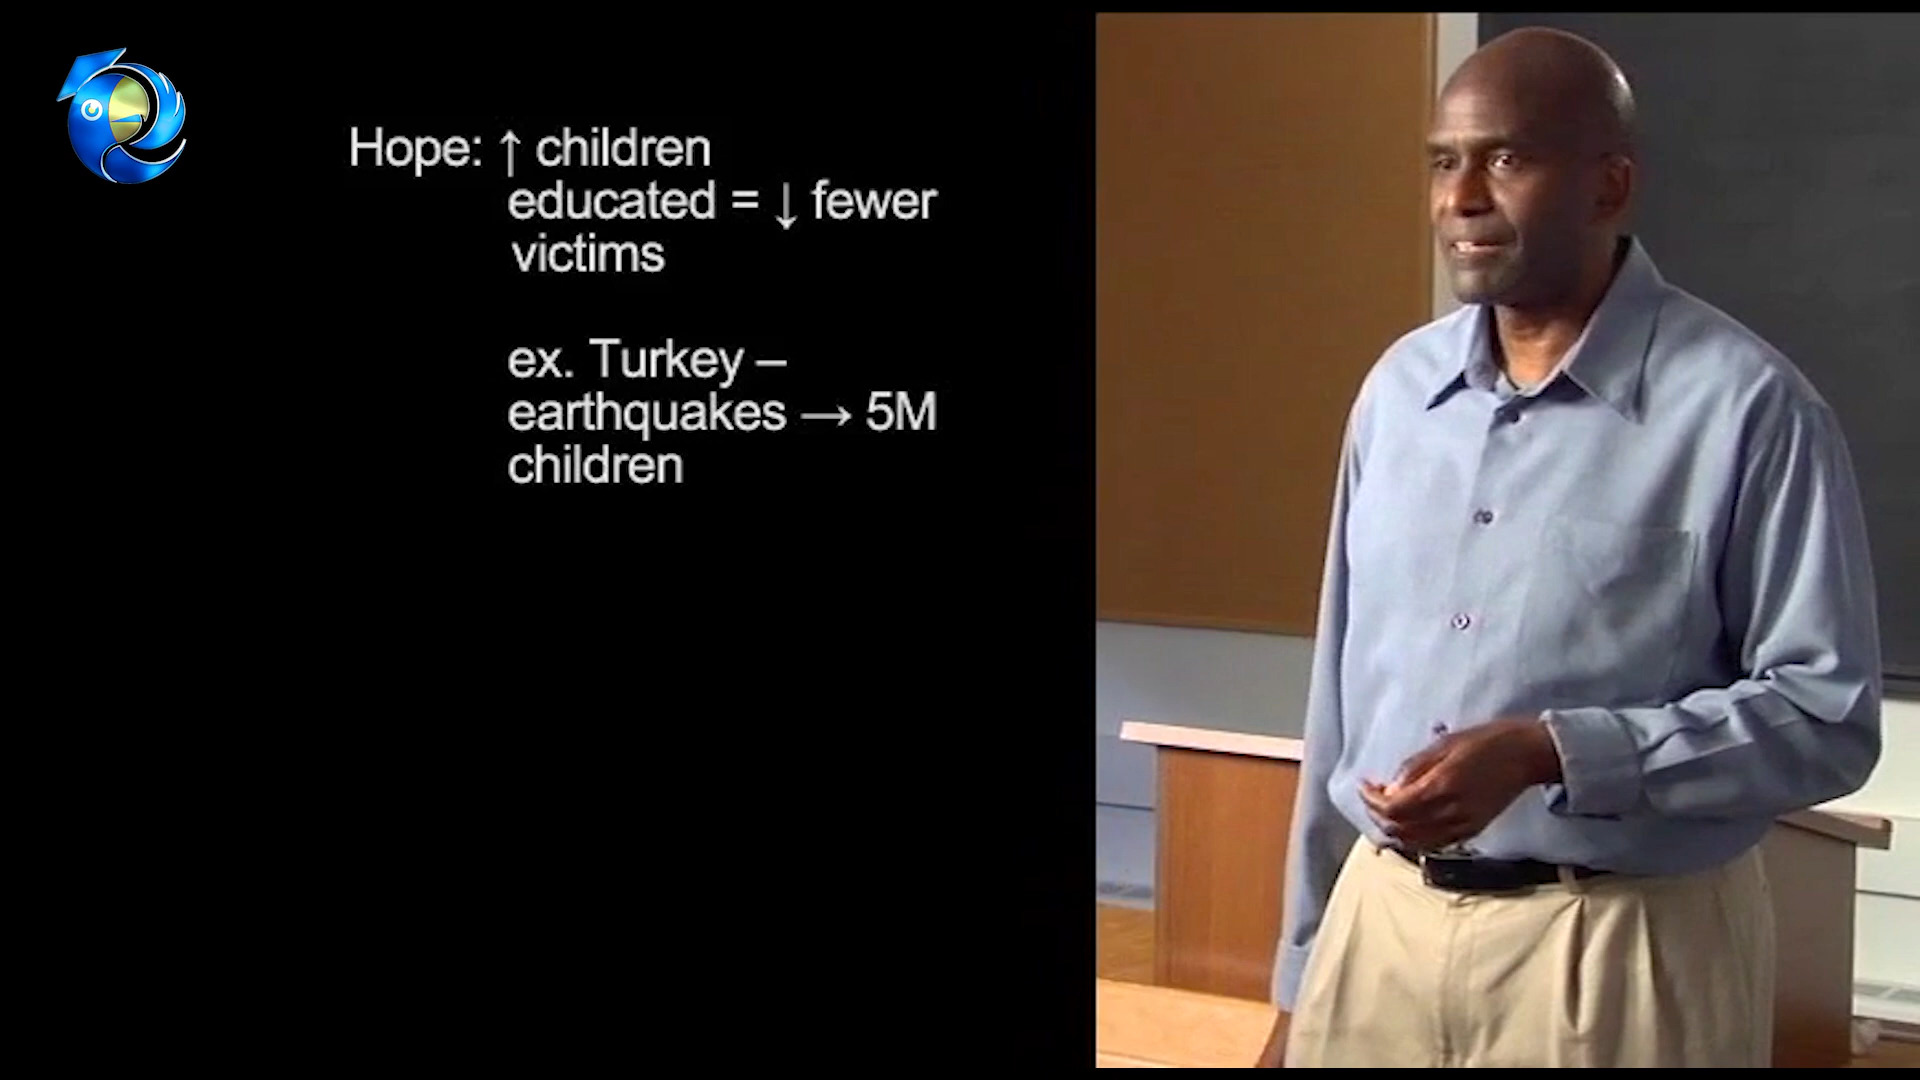 Hope: ↑ children
educated = ↓ fewer
victims
ex. Turkey –
earthquakes → 5M
children